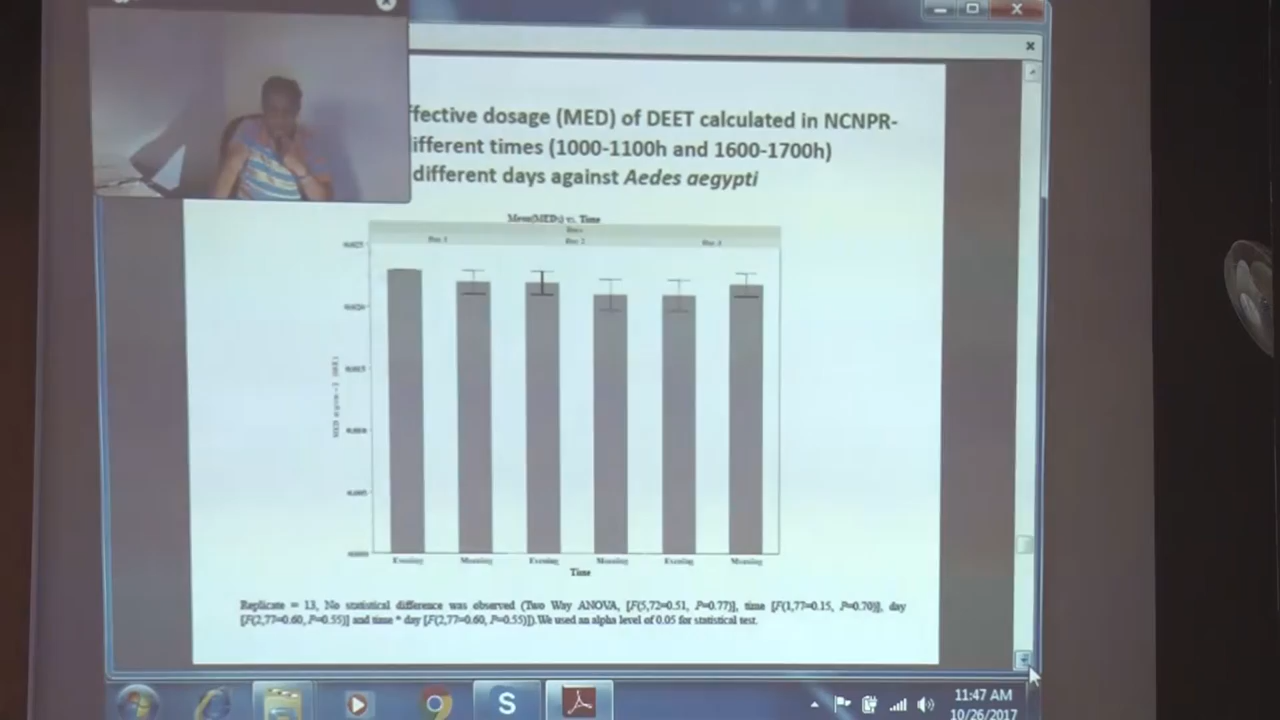 ffective dosage (MED) of DEET calculated in NCNPR-
ifferent times (1000-1100h and 1600-1700h)
different days against Aedes aegypti
Mean(MEDs) vs. Time
Day 1
Day 2
Day 3
Evening
Morning
Evening
Morning
Evening
Morning
Time
Replicate = 13, No statistical difference was observed (Two Way ANOVA, [F(5,72=0.51, P=0.77)], time [F(1,77=0.15, P=0.70)], day
[F(2,77=0.60, P=0.55)] and time * day [F(2,77=0.60, P=0.55)]).We used an alpha level of 0.05 for statistical test.
S
11:47 AM
10/26/2017